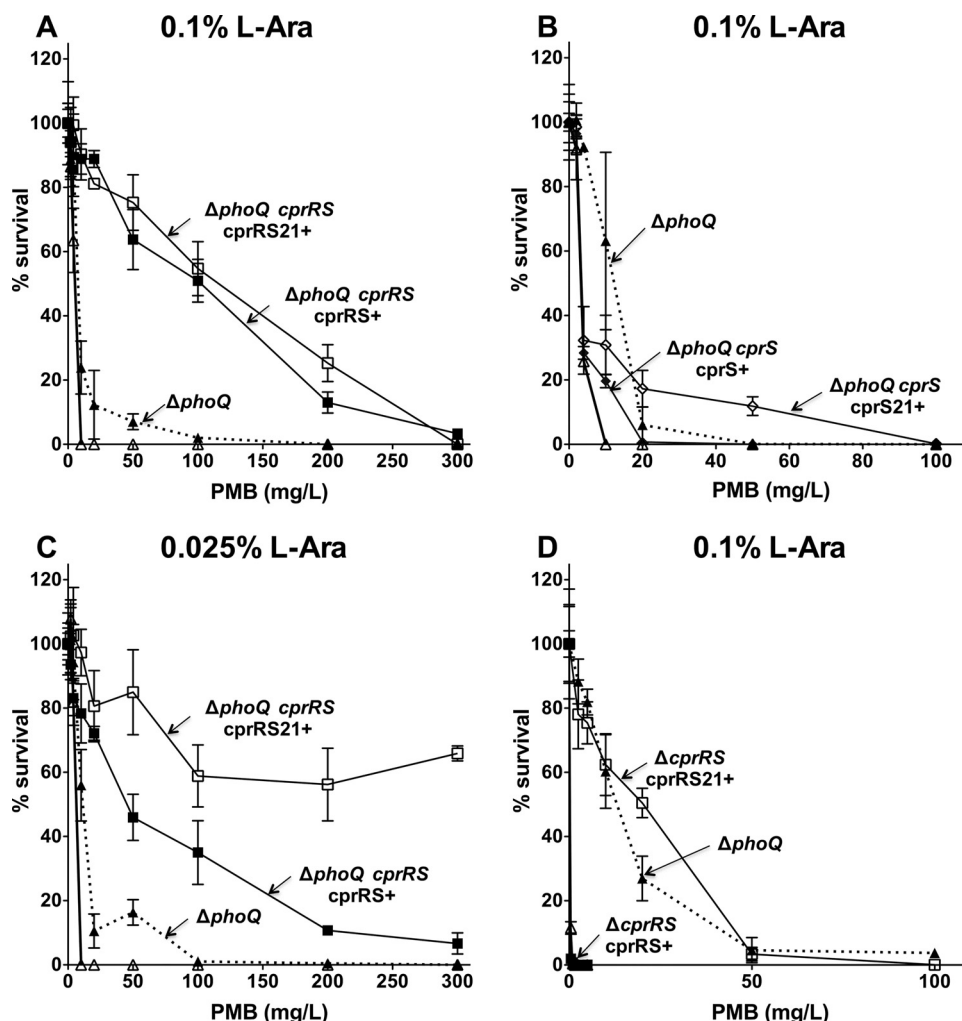 A
0.1% L-Ara
120
100
80
60
40
20
0
% survival
ΔphoQ cprRS
cprRS21+
ΔphoQ cprRS
cprRS+
ΔphoQ
0 50 100 150 200 250 300
PMB (mg/L)
B
0.1% L-Ara
120
100
80
60
40
20
0
% survival
ΔphoQ
ΔphoQ cprS
cprS+
ΔphoQ cprS
cprS21+
0 20 40 60 80 100
PMB (mg/L)
C
0.025% L-Ara
120
100
80
60
40
20
0
% survival
ΔphoQ cprRS
cprRS21+
ΔphoQ cprRS
cprRS+
ΔphoQ
0 50 100 150 200 250 300
PMB (mg/L)
D
0.1% L-Ara
120
100
80
60
40
20
0
% survival
ΔcprRS
cprRS21+
ΔphoQ
ΔcprRS
cprRS+
0 50 100
PMB (mg/L)